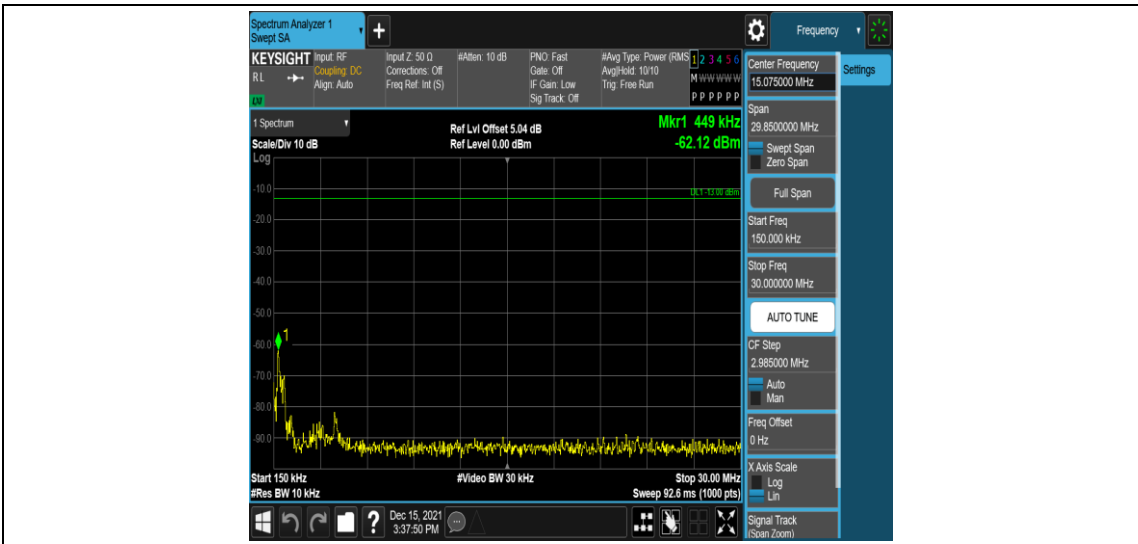 Spectrum Analyzer 1
Swept SA
+
Frequency
KEYSIGHT
RL
LXI
Input: RF
Coupling: DC
Align: Auto
Input Z: 50 Ω
Corrections: Off
Freq Ref: Int (S)
#Atten: 10 dB
PNO: Fast
Gate: Off
IF Gain: Low
Sig Track: Off
#Avg Type: Power (RMS
Avg|Hold: 10/10
Trig: Free Run
1 2 3 4 5 6
M W W W W W
P P P P P P
1 Spectrum
Scale/Div 10 dB
Log
Ref Lvl Offset 5.04 dB
Ref Level 0.00 dBm
Mkr1 449 kHz
-62.12 dBm
DL1 -13.00 dBm
-10.0
-20.0
-30.0
-40.0
-50.0
-60.0
-70.0
-80.0
-90.0
1
Start 150 kHz
#Res BW 10 kHz
#Video BW 30 kHz
Stop 30.00 MHz
Sweep 92.6 ms (1000 pts)
Center Frequency
15.075000 MHz
Span
29.8500000 MHz
Swept Span
Zero Span
Full Span
Start Freq
150.000 kHz
Stop Freq
30.000000 MHz
AUTO TUNE
CF Step
2.985000 MHz
Auto
Man
Freq Offset
0 Hz
X Axis Scale
Log
Lin
Signal Track
(Span Zoom)
Settings
?
Dec 15, 2021
3:37:50 PM